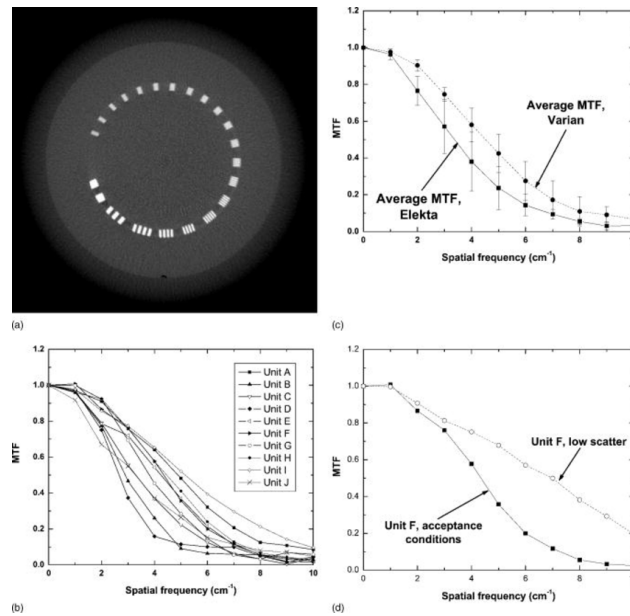 (a)
1.2
1.0
0.8
0.6
0.4
0.2
0.0
MTF
Unit A
Unit B
Unit C
Unit D
Unit E
Unit F
Unit G
Unit H
Unit I
Unit J
0 2 4 6 8 10
Spatial frequency (cm⁻¹)
(b)
1.2
1.0
0.8
0.6
0.4
0.2
0.0
MTF
Average MTF,
Varian
Average MTF,
Elekta
0 2 4 6 8
Spatial frequency (cm⁻¹)
(c)
1.2
1.0
0.8
0.6
0.4
0.2
0.0
MTF
Unit F, low scatter
Unit F, acceptance
conditions
0 2 4 6 8
Spatial frequency (cm⁻¹)
(d)